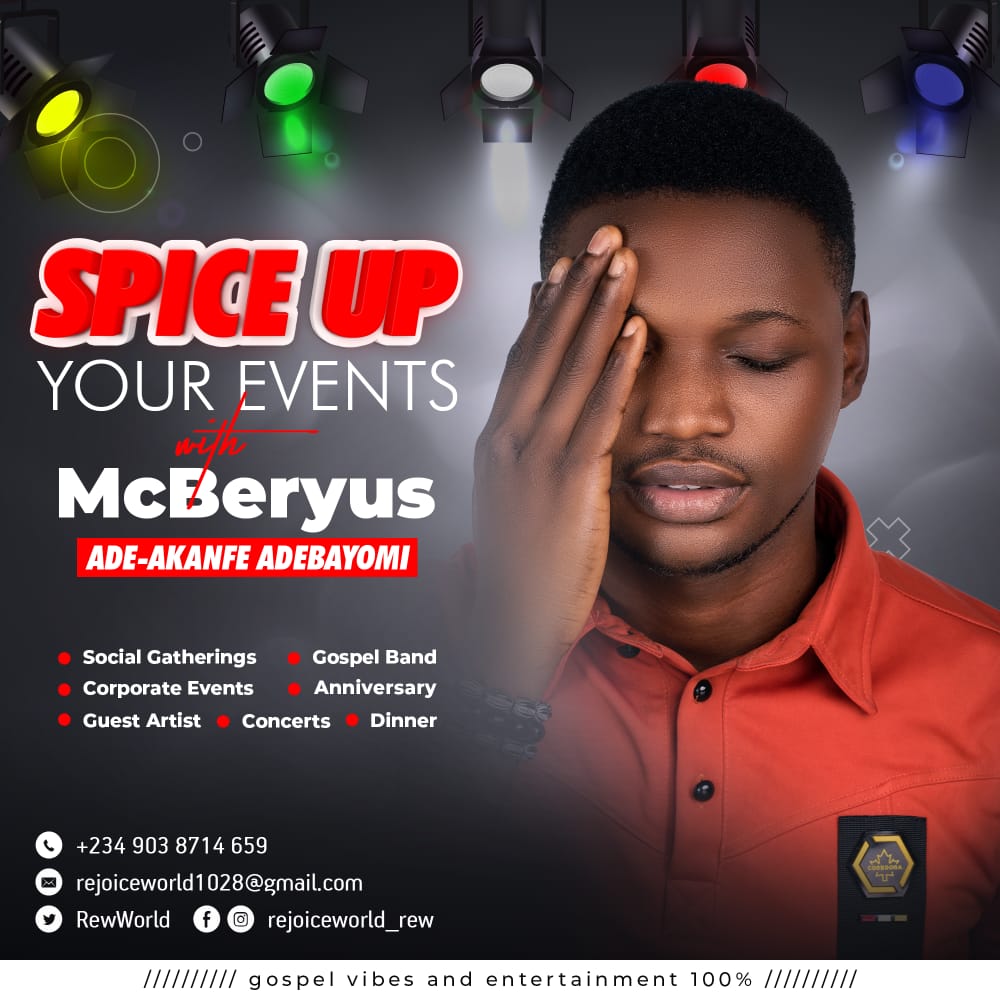 SPICE UP
YOUR EVENTS
with
McBeryus
ADE-AKANFE ADEBAYOMI
Social Gatherings
Gospel Band
Corporate Events
Anniversary
Guest Artist
Concerts
Dinner
+234 903 8714 659
rejoiceworld1028@gmail.com
RewWorld
rejoiceworld_rew
////////// gospel vibes and entertainment 100% //////////